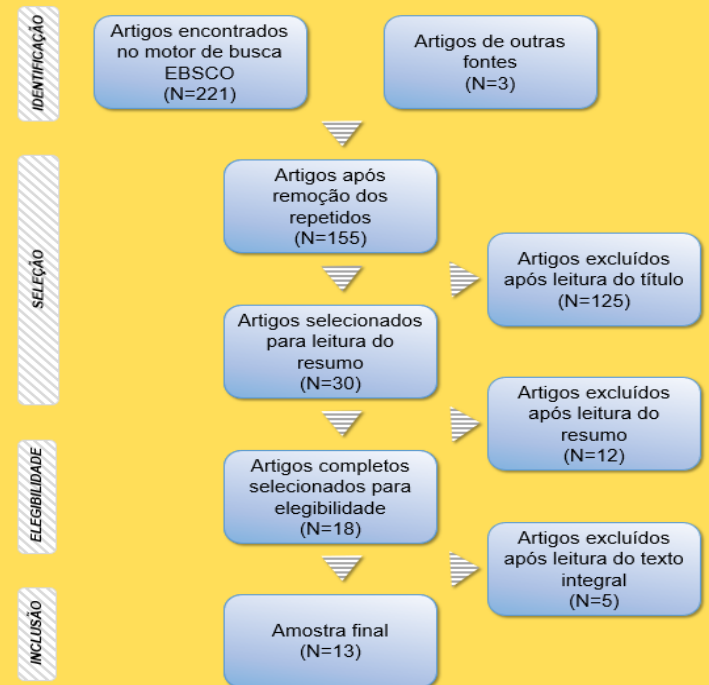 IDENTIFICAÇÃO
Artigos encontrados
no motor de busca
EBSCO
(N=221)
Artigos de outras
fontes
(N=3)
SELEÇÃO
Artigos após
remoção dos
repetidos
(N=155)
Artigos excluídos
após leitura do título
(N=125)
Artigos selecionados
para leitura do
resumo
(N=30)
Artigos excluídos
após leitura do
resumo
(N=12)
ELEGIBILIDADE
Artigos completos
selecionados para
elegibilidade
(N=18)
Artigos excluídos
após leitura do texto
integral
(N=5)
INCLUSÃO
Amostra final
(N=13)